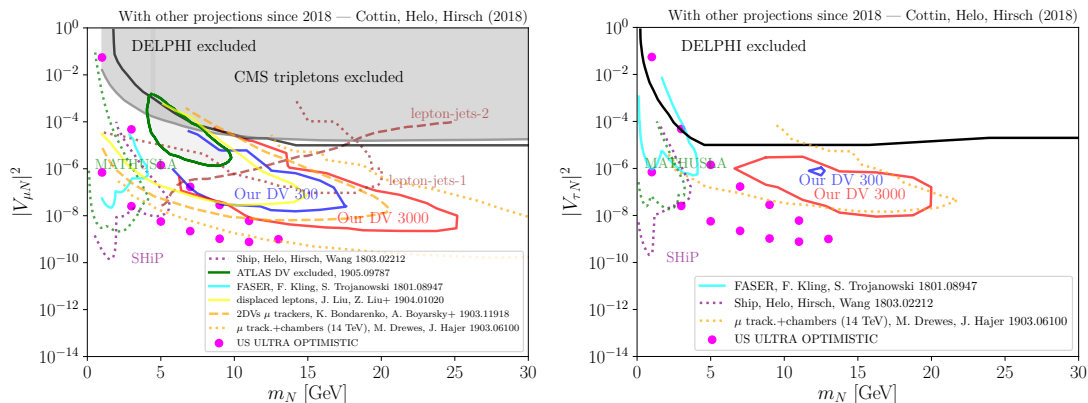 With other projections since 2018 — Cottin, Helo, Hirsch (2018)
DELPHI excluded
CMS tripletons excluded
lepton-jets-2
MATHUSLA
lepton-jets-1
Our DV 300
Our DV 3000
SHiP
Ship, Helo, Hirsch, Wang 1803.02212
ATLAS DV excluded, 1905.09787
FASER, F. Kling, S. Trojanowski 1801.08947
displaced leptons, J. Liu, Z. Liu+ 1904.01020
2DVs μ trackers, K. Bondarenko, A. Boyarsky+ 1903.11918
μ track.+chambers (14 TeV), M. Drewes, J. Hajer 1903.06100
US ULTRA OPTIMISTIC
10^0
10^−2
10^−4
10^−6
10^−8
10^−10
10^−12
10^−14
|V_{μN}|^2
0 5 10 15 20 25 30
m_N [GeV]
With other projections since 2018 — Cottin, Helo, Hirsch (2018)
DELPHI excluded
MATHUSLA
Our DV 300
Our DV 3000
SHiP
FASER, F. Kling, S. Trojanowski 1801.08947
Ship, Helo, Hirsch, Wang 1803.02212
μ track.+chambers (14 TeV), M. Drewes, J. Hajer 1903.06100
US ULTRA OPTIMISTIC
10^0
10^−2
10^−4
10^−6
10^−8
10^−10
10^−12
10^−14
|V_{τN}|^2
0 5 10 15 20 25 30
m_N [GeV]